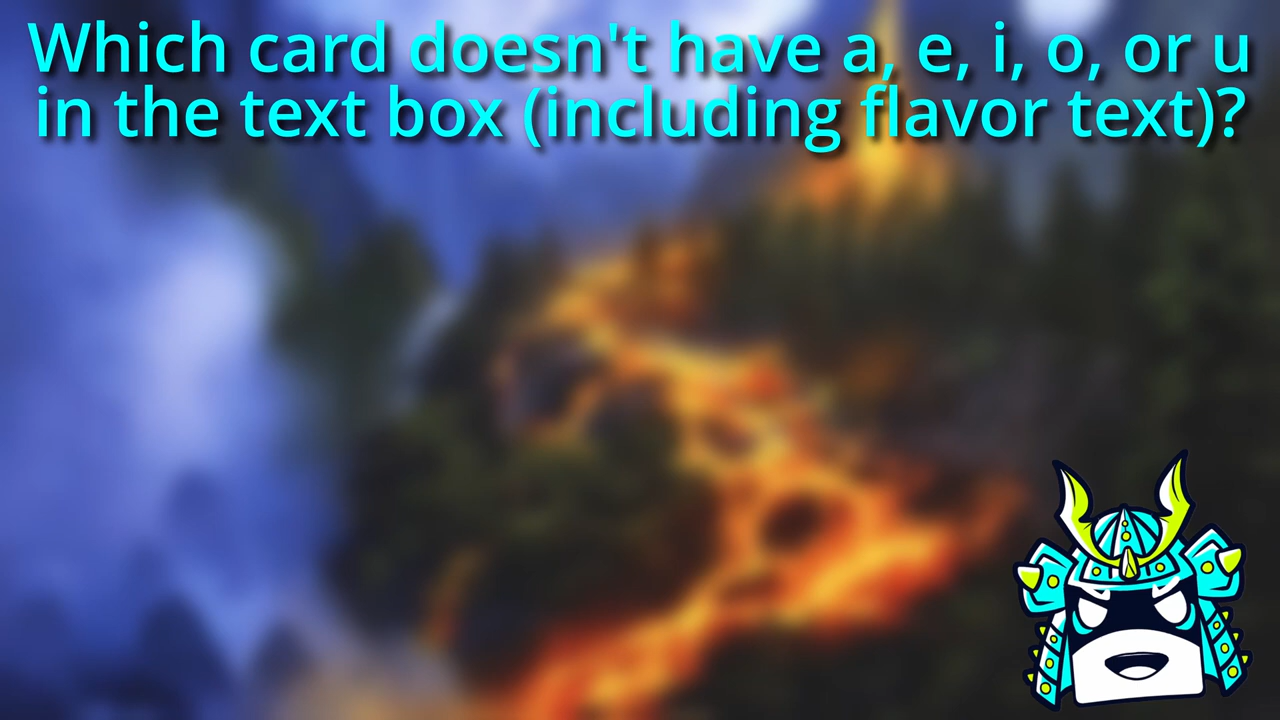 Which card doesn't have a, e, i, o, or u
in the text box (including flavor text)?